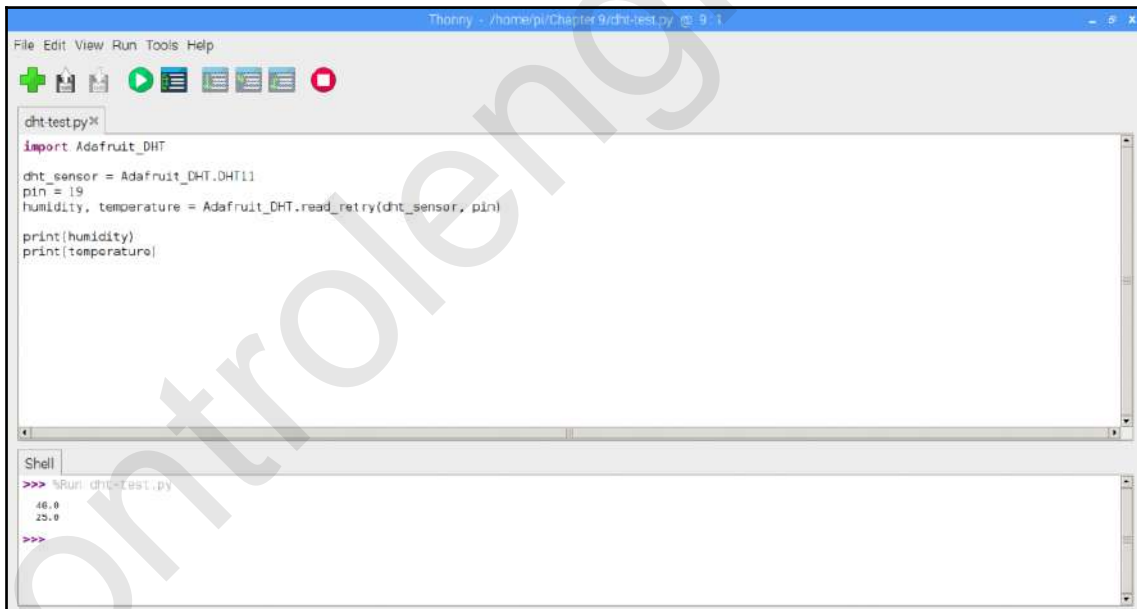 Thonny - /home/pi/Chapter 9/dht-test.py @ 9:1
File Edit View Run Tools Help
dht-test.py
import Adafruit_DHT
dht_sensor = Adafruit_DHT.DHT11
pin = 19
humidity, temperature = Adafruit_DHT.read_retry(dht_sensor, pin)
print(humidity)
print(temperature)
Shell
>>> %Run dht-test.py
46.0
25.0
>>>
ontroleng